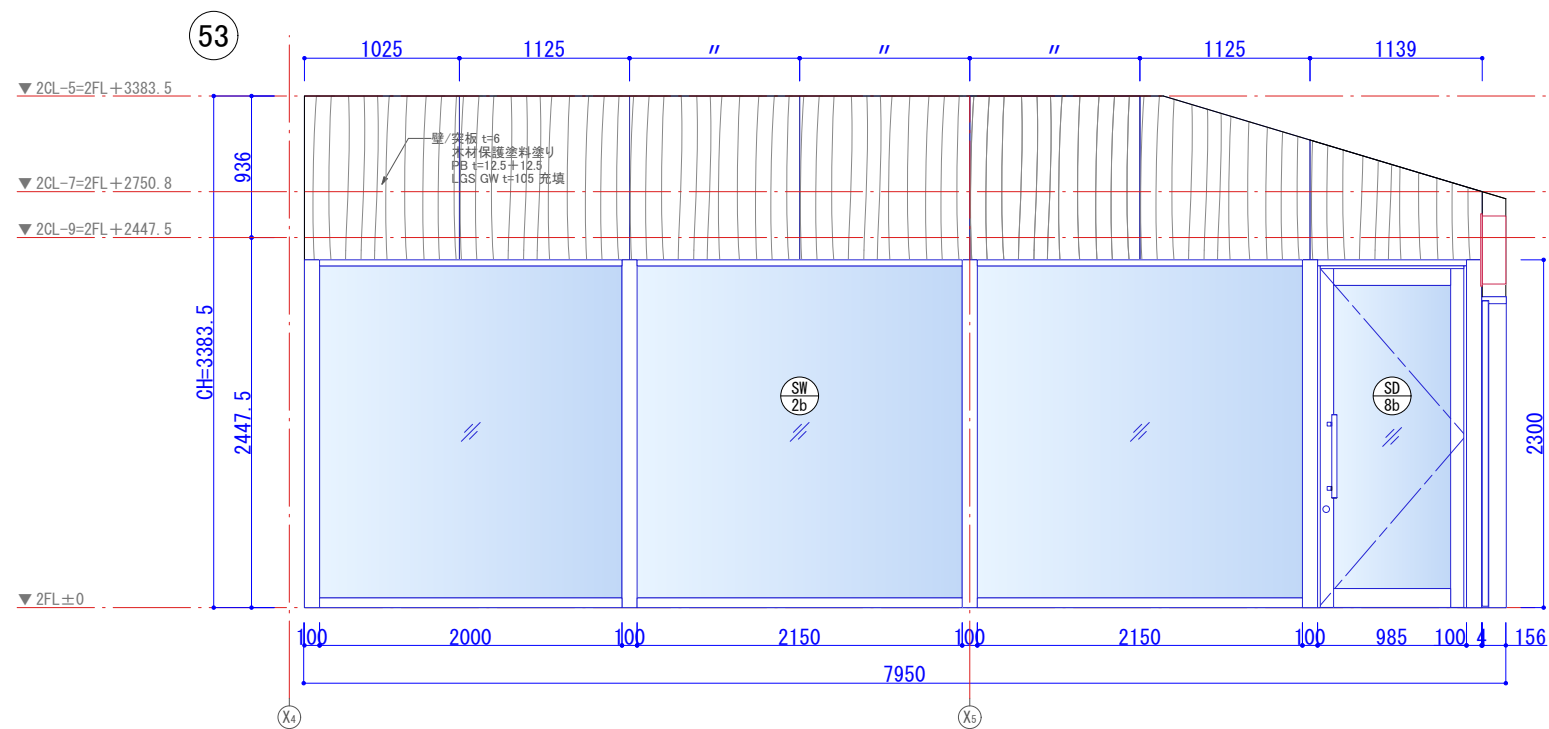 53
1025 1125 〃 〃 〃 1125 1139
▼2CL-5=2FL＋3383.5
壁/突板 t=6
木材保護塗料塗り
PB t=12.5＋12.5
LGS GW t=105 充填
936
▼2CL-7=2FL＋2750.8
▼2CL-9=2FL＋2447.5
CH=3383.5
2447.5
SW
2b
SD
8b
2300
▼2FL±0
100 2000 100 2150 100 2150 100 985 100 4 156
7950
X4 X5